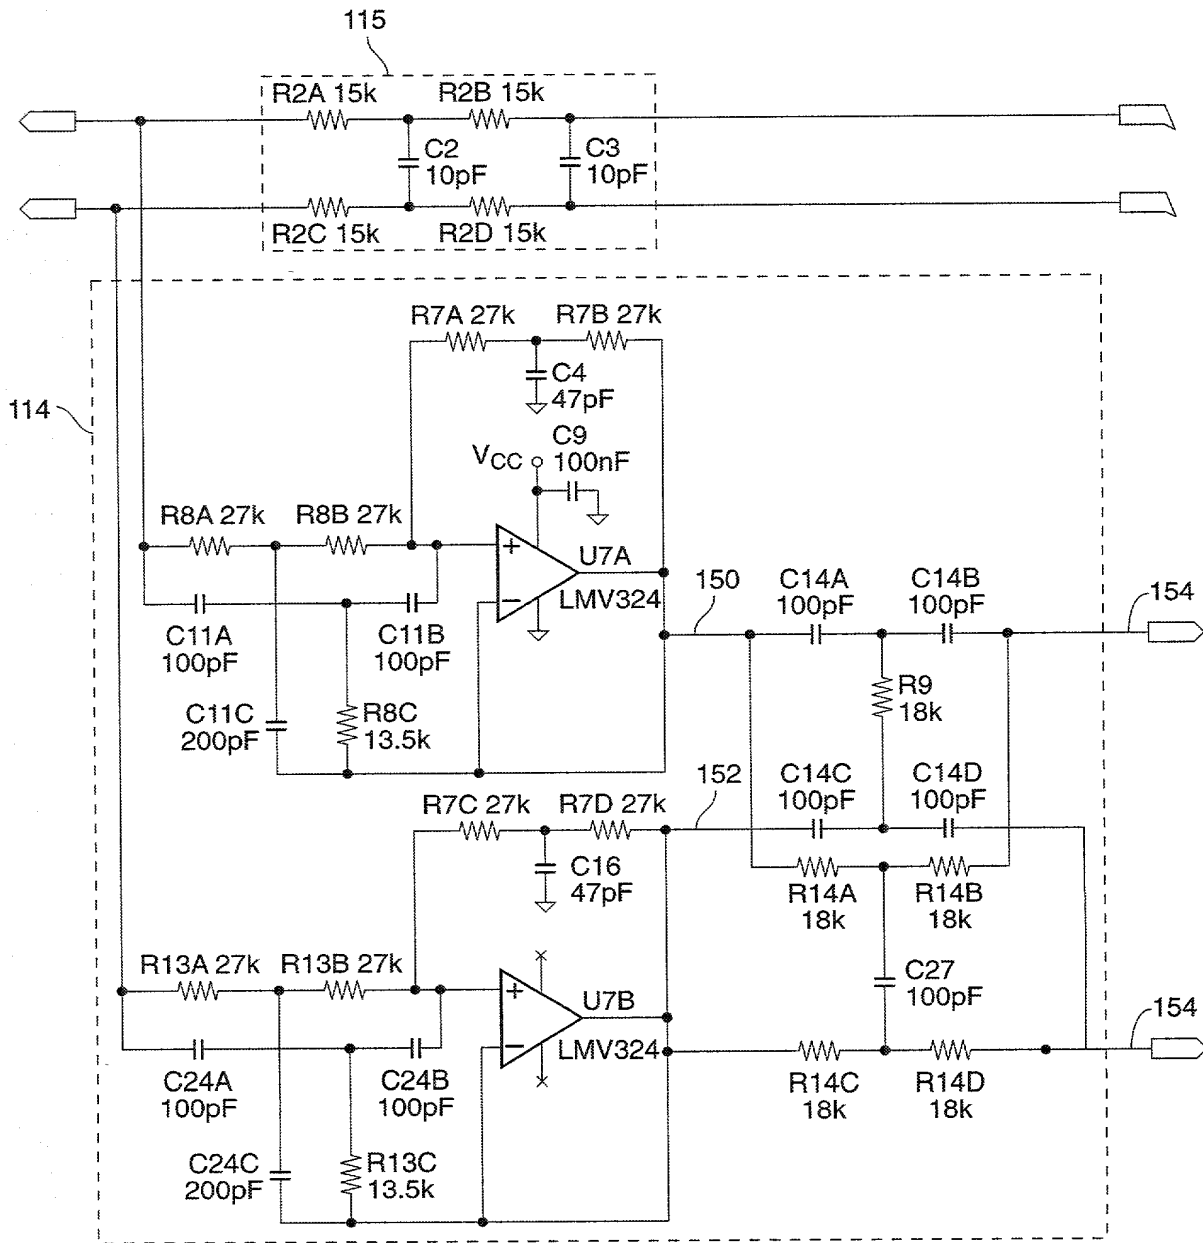 115
R2A 15k R2B 15k
C2 C3
10pF 10pF
R2C 15k R2D 15k
R7A 27k R7B 27k
114
C4
47pF
C9
VCC 100nF
R8A 27k R8B 27k
+ U7A
− LMV324
C11A C11B
100pF 100pF
150
C14A C14B
100pF 100pF
154
R9
18k
C11C R8C
200pF 13.5k
R7C 27k R7D 27k
152
C14C C14D
100pF 100pF
C16
47pF
R14A R14B
18k 18k
R13A 27k R13B 27k
+ U7B
− LMV324
C27
100pF
154
C24A C24B
100pF 100pF
R14C R14D
18k 18k
C24C R13C
200pF 13.5k